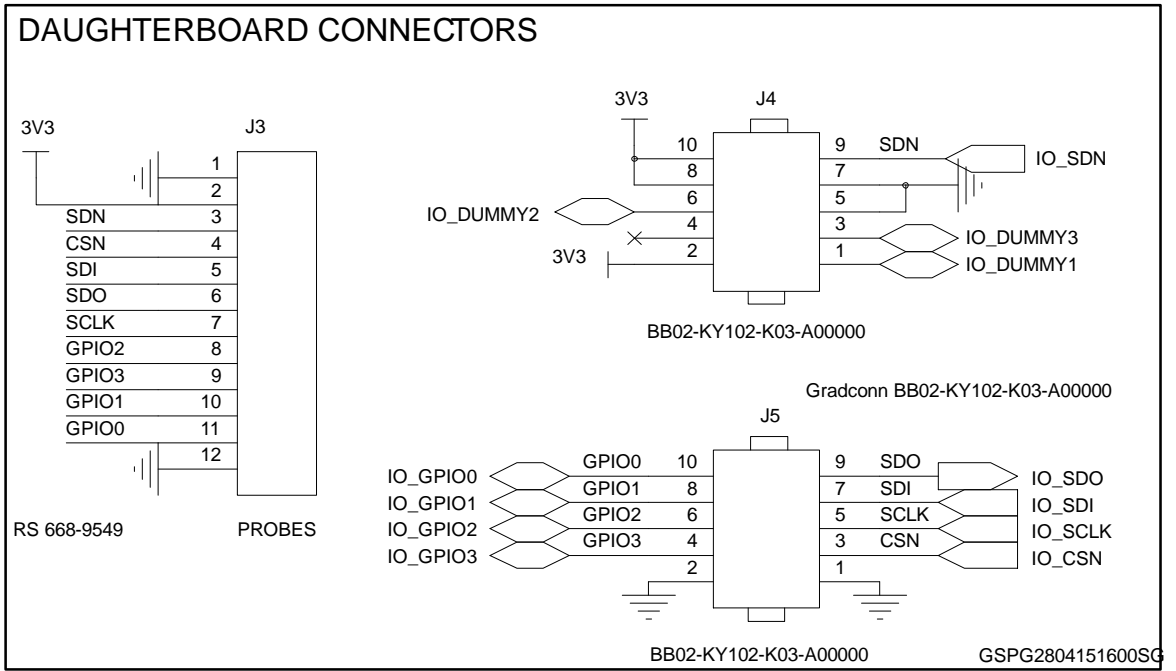 DAUGHTERBOARD CONNECTORS
3V3
J3
1
2
SDN 3
CSN 4
SDI 5
SDO 6
SCLK 7
GPIO2 8
GPIO3 9
GPIO1 10
GPIO0 11
12
RS 668-9549 PROBES
3V3 J4
10 9 SDN IO_SDN
8 7
IO_DUMMY2 6 5
4 3 IO_DUMMY3
3V3 2 1 IO_DUMMY1
BB02-KY102-K03-A00000
Gradconn BB02-KY102-K03-A00000
J5
IO_GPIO0 GPIO0 10 9 SDO IO_SDO
IO_GPIO1 GPIO1 8 7 SDI IO_SDI
IO_GPIO2 GPIO2 6 5 SCLK IO_SCLK
IO_GPIO3 GPIO3 4 3 CSN IO_CSN
2 1
BB02-KY102-K03-A00000
GSPG2804151600SG